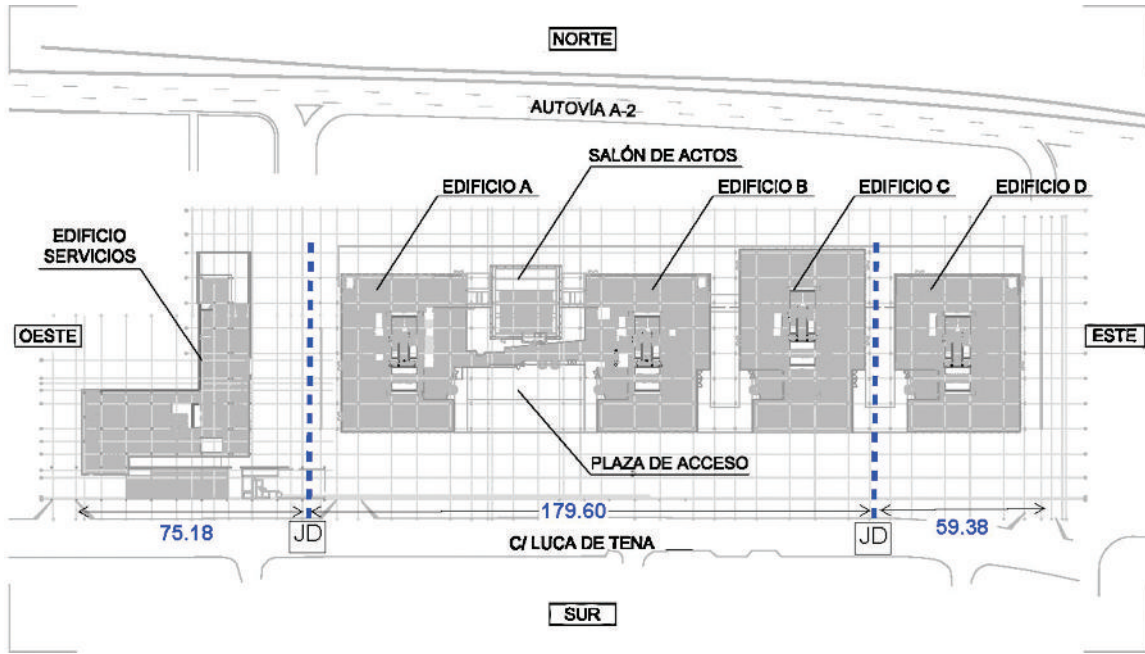 NORTE
AUTOVÍA A-2
SALÓN DE ACTOS
EDIFICIO A
EDIFICIO B
EDIFICIO C
EDIFICIO D
EDIFICIO
SERVICIOS
OESTE
ESTE
PLAZA DE ACCESO
75.18
JD
179.60
JD
59.38
C/ LUCA DE TENA
SUR